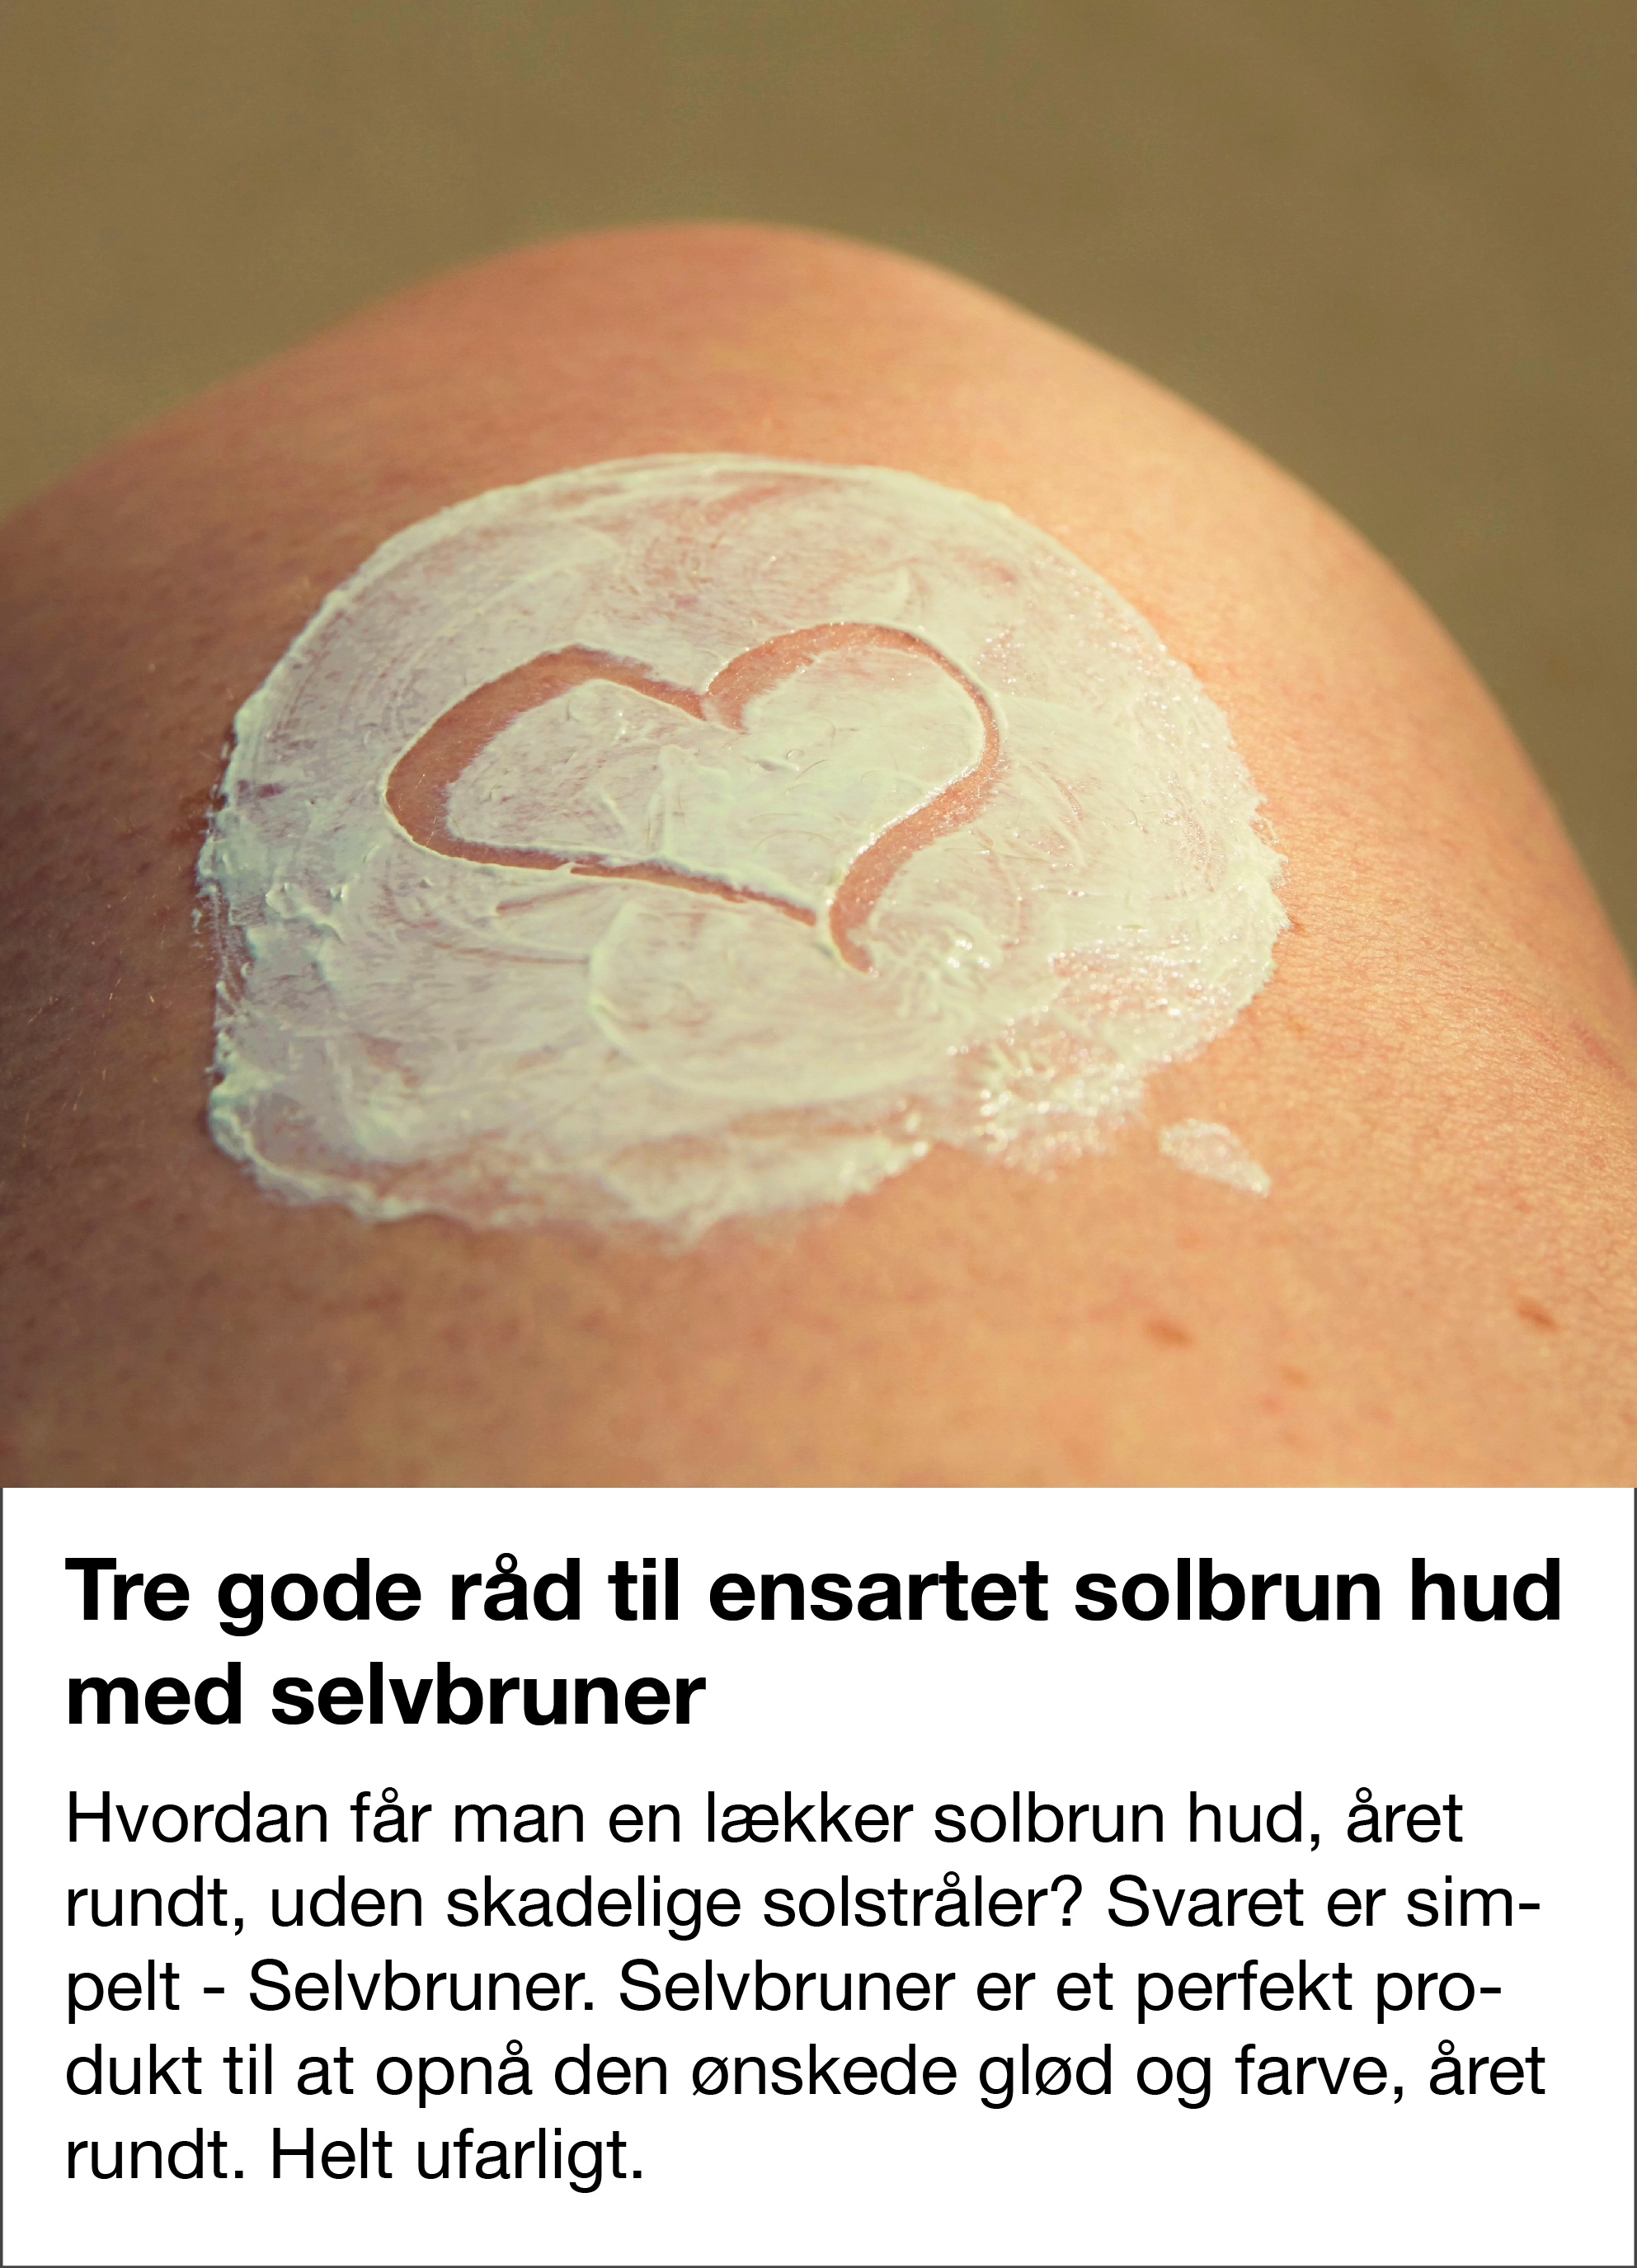 Tre gode råd til ensartet solbrun hud
med selvbruner
Hvordan får man en lækker solbrun hud, året
rundt, uden skadelige solstråler? Svaret er sim-
pelt - Selvbruner. Selvbruner er et perfekt pro-
dukt til at opnå den ønskede glød og farve, året
rundt. Helt ufarligt.